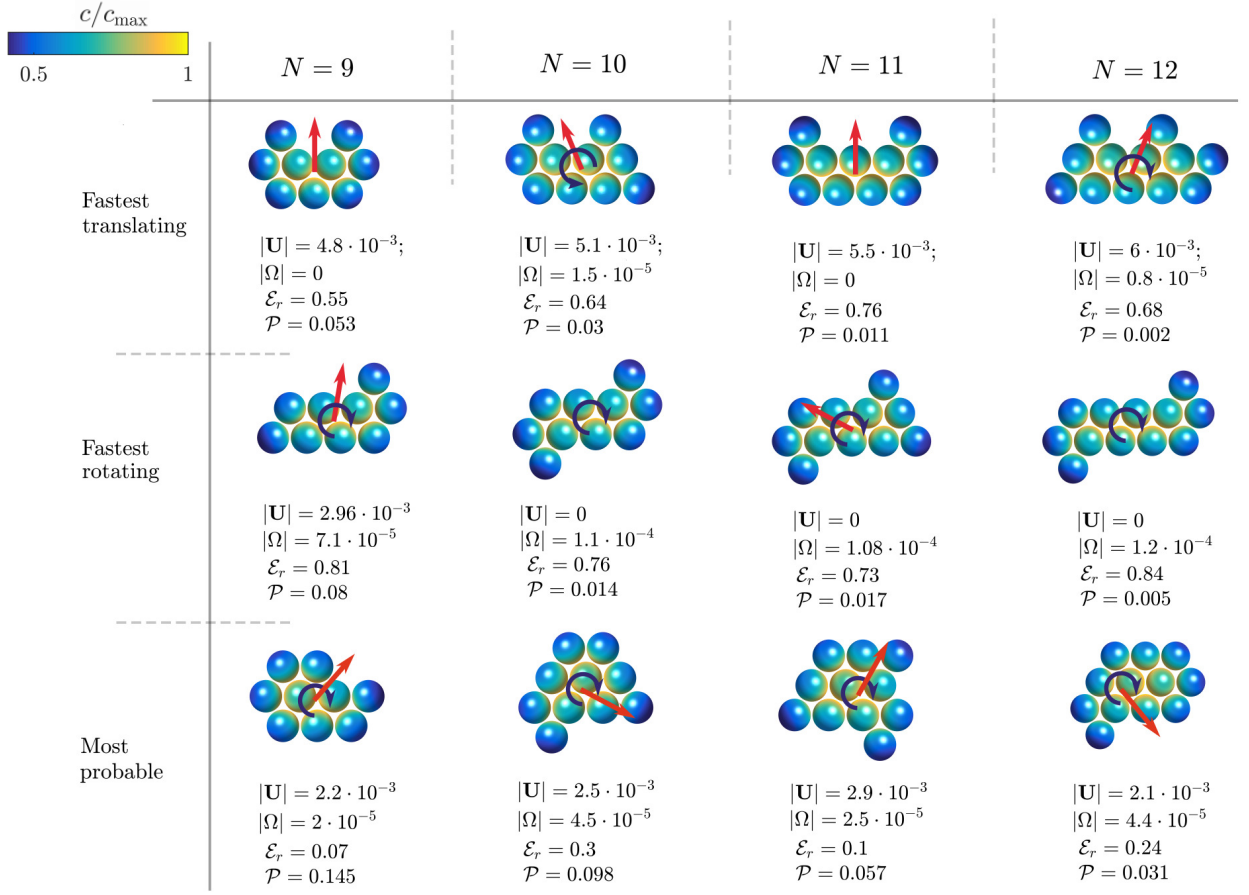 c/c_max
0.5 1
N = 9 N = 10 N = 11 N = 12
Fastest
translating
|U| = 4.8 · 10⁻³; |U| = 5.1 · 10⁻³; |U| = 5.5 · 10⁻³; |U| = 6 · 10⁻³;
|Ω| = 0 |Ω| = 1.5 · 10⁻⁵ |Ω| = 0 |Ω| = 0.8 · 10⁻⁵
ℰ_r = 0.55 ℰ_r = 0.64 ℰ_r = 0.76 ℰ_r = 0.68
𝒫 = 0.053 𝒫 = 0.03 𝒫 = 0.011 𝒫 = 0.002
Fastest
rotating
|U| = 2.96 · 10⁻³ |U| = 0 |U| = 0 |U| = 0
|Ω| = 7.1 · 10⁻⁵ |Ω| = 1.1 · 10⁻⁴ |Ω| = 1.08 · 10⁻⁴ |Ω| = 1.2 · 10⁻⁴
ℰ_r = 0.81 ℰ_r = 0.76 ℰ_r = 0.73 ℰ_r = 0.84
𝒫 = 0.08 𝒫 = 0.014 𝒫 = 0.017 𝒫 = 0.005
Most
probable
|U| = 2.2 · 10⁻³ |U| = 2.5 · 10⁻³ |U| = 2.9 · 10⁻³ |U| = 2.1 · 10⁻³
|Ω| = 2 · 10⁻⁵ |Ω| = 4.5 · 10⁻⁵ |Ω| = 2.5 · 10⁻⁵ |Ω| = 4.4 · 10⁻⁵
ℰ_r = 0.07 ℰ_r = 0.3 ℰ_r = 0.1 ℰ_r = 0.24
𝒫 = 0.145 𝒫 = 0.098 𝒫 = 0.057 𝒫 = 0.031